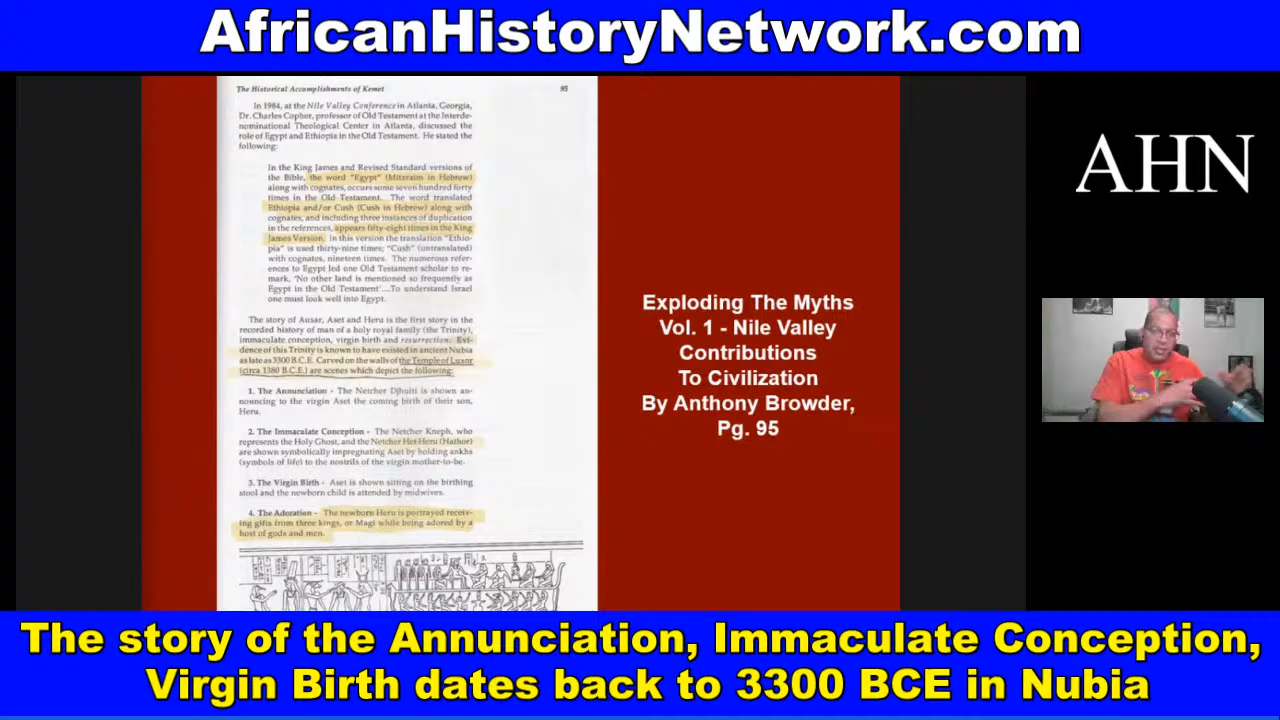 AfricanHistoryNetwork.com
The Historical Accomplishments of Kemet 95
In 1984, at the Nile Valley Conference in Atlanta, Georgia,
Dr. Charles Copher, professor of Old Testament at the Interde-
nominational Theological Center in Atlanta, discussed the
role of Egypt and Ethiopia in the Old Testament. He stated the
following:
In the King James and Revised Standard versions of
the Bible, the word "Egypt" (Mitzraim in Hebrew)
along with cognates, occurs some seven hundred forty
times in the Old Testament. The word translated
Ethiopia and/or Cush (Cush in Hebrew) along with
cognates, and including three instances of duplication
in the references, appears fifty-eight times in the King
James Version. In this version the translation "Ethio-
pia" is used thirty-nine times; "Cush" (untranslated)
with cognates, nineteen times. The numerous refer-
ences to Egypt led one Old Testament scholar to re-
mark, 'No other land is mentioned so frequently as
Egypt in the Old Testament'....To understand Israel
one must look well into Egypt.
The story of Ausar, Aset and Heru is the first story in the
recorded history of man of a holy royal family (the Trinity),
immaculate conception, virgin birth and resurrection. Evi-
dence of this Trinity is known to have existed in ancient Nubia
as late as 3300 B.C.E. Carved on the walls of the Temple of Luxor
(circa 1380 B.C.E.) are scenes which depict the following:
1. The Annunciation - The Netcher Djhuiti is shown an-
nouncing to the virgin Aset the coming birth of their son,
Heru.
2. The Immaculate Conception - The Netcher Kneph, who
represents the Holy Ghost, and the Netcher Het-Heru (Hathor)
are shown symbolically impregnating Aset by holding ankhs
(symbols of life) to the nostrils of the virgin mother-to-be.
3. The Virgin Birth - Aset is shown sitting on the birthing
stool and the newborn child is attended by midwives.
4. The Adoration - The newborn Heru is portrayed receiv-
ing gifts from three kings, or Magi while being adored by a
host of gods and men.
Exploding The Myths
Vol. 1 - Nile Valley
Contributions
To Civilization
By Anthony Browder,
Pg. 95
AHN
The story of the Annunciation, Immaculate Conception,
Virgin Birth dates back to 3300 BCE in Nubia